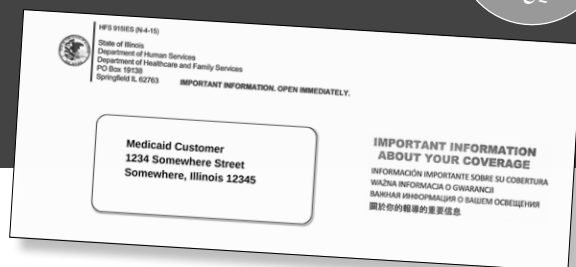 HFS 915IES (N-4-15)
State of Illinois
Department of Human Services
Department of Healthcare and Family Services
PO Box 19138
Springfield IL 62763 IMPORTANT INFORMATION. OPEN IMMEDIATELY.
Medicaid Customer
1234 Somewhere Street
Somewhere, Illinois 12345
IMPORTANT INFORMATION
ABOUT YOUR COVERAGE
INFORMACIÓN IMPORTANTE SOBRE SU COBERTURA
WAŻNA INFORMACJA O GWARANCJI
ВАЖНАЯ ИНФОРМАЦИЯ О ВАШЕМ ОСВЕЩЕНИЯ
關於你的報導的重要信息